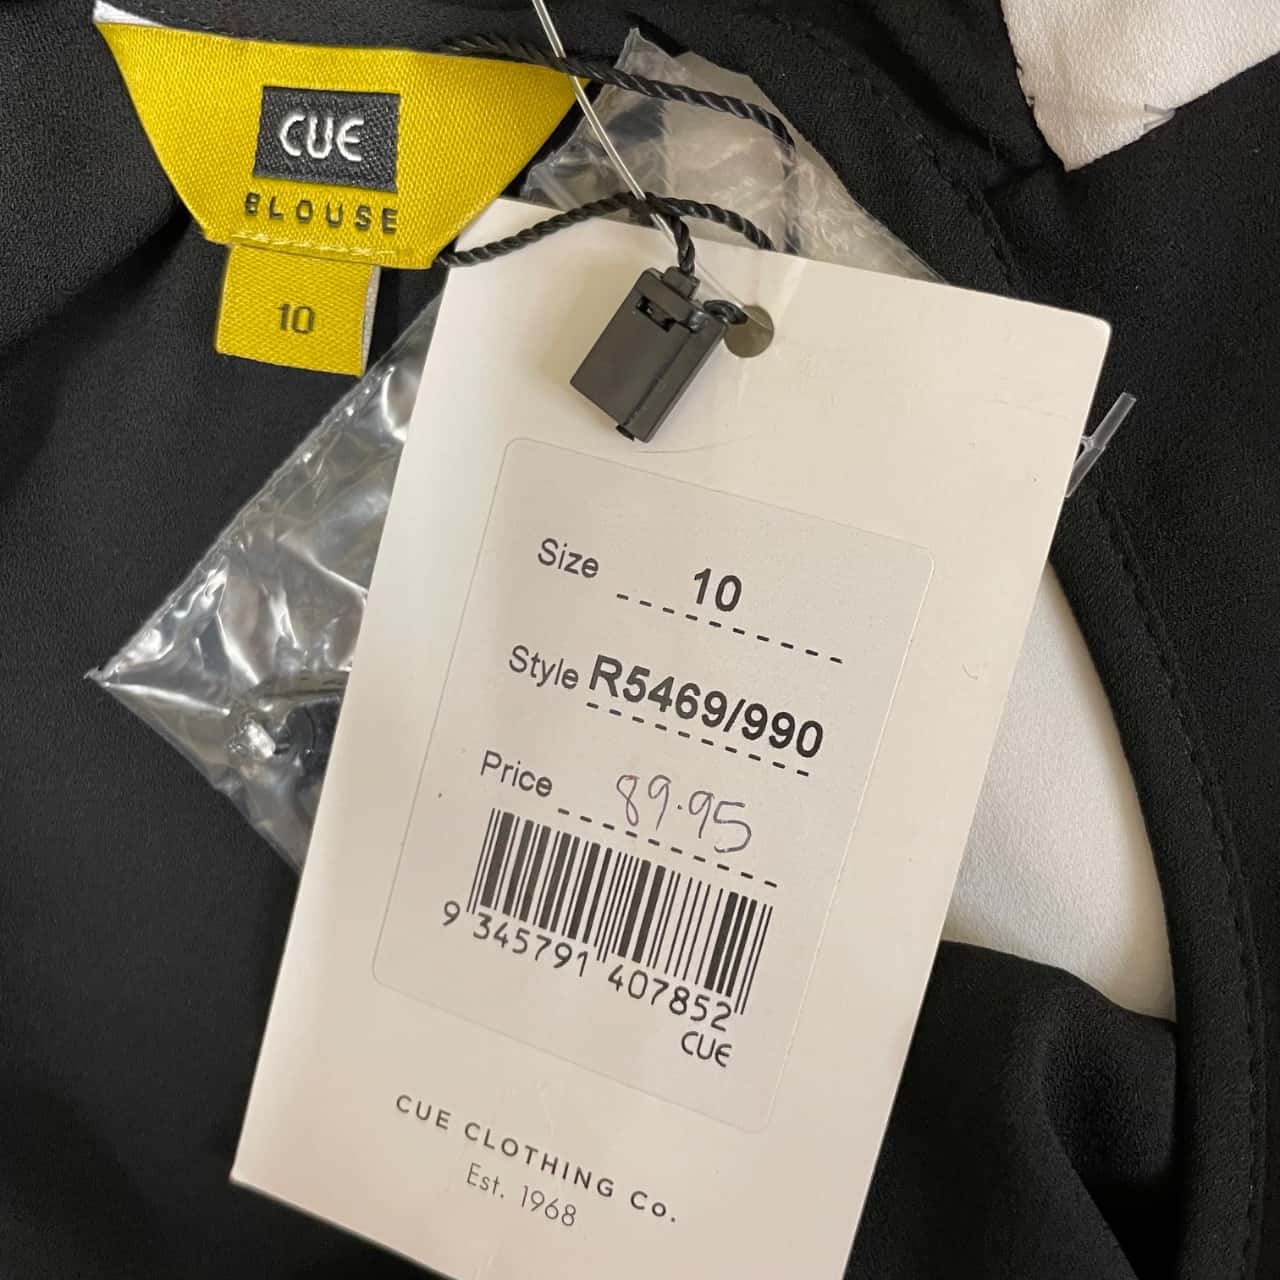 CUE
BLOUSE
10
Size 10
Style R5469/990
Price 89.95
9 345791 407852
CUE
CUE CLOTHING Co.
Est. 1968